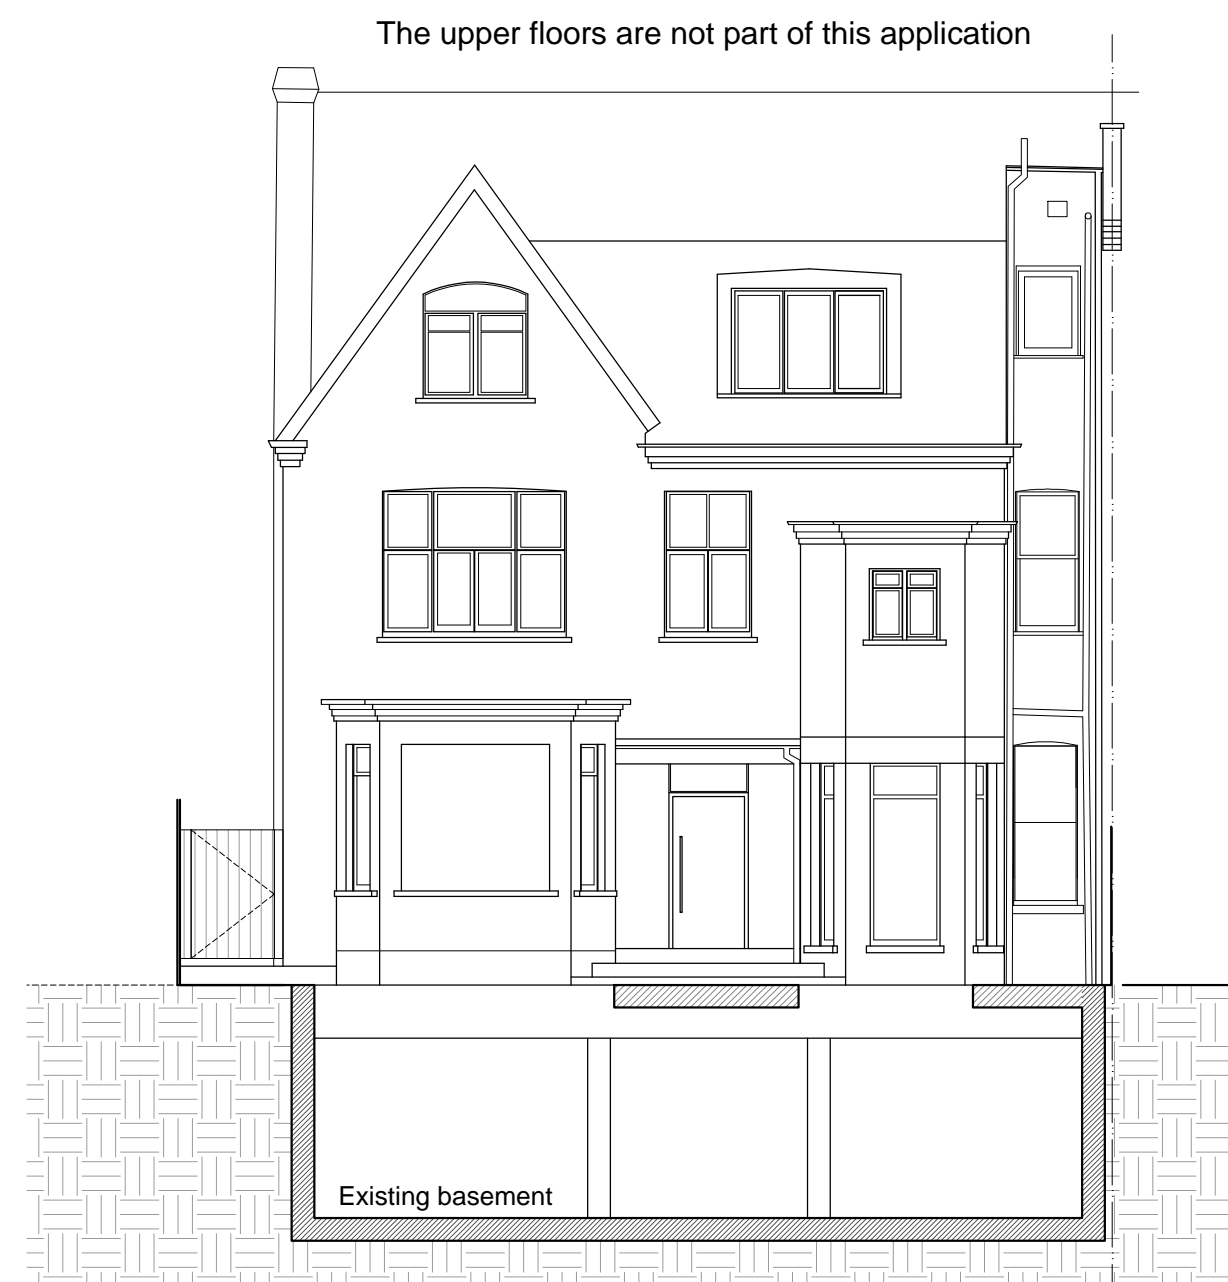 The upper floors are not part of this application
Existing basement